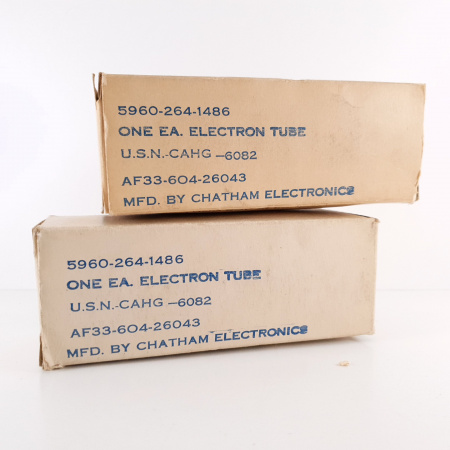 5960-264-1486
ONE EA. ELECTRON TUBE
U.S.N.-CAHG -6082
AF33-604-26043
MFD. BY CHATHAM ELECTRONICS
5960-264-1486
ONE EA. ELECTRON TUBE
U.S.N.-CAHG -6082
AF33-604-26043
MFD. BY CHATHAM ELECTRONICS